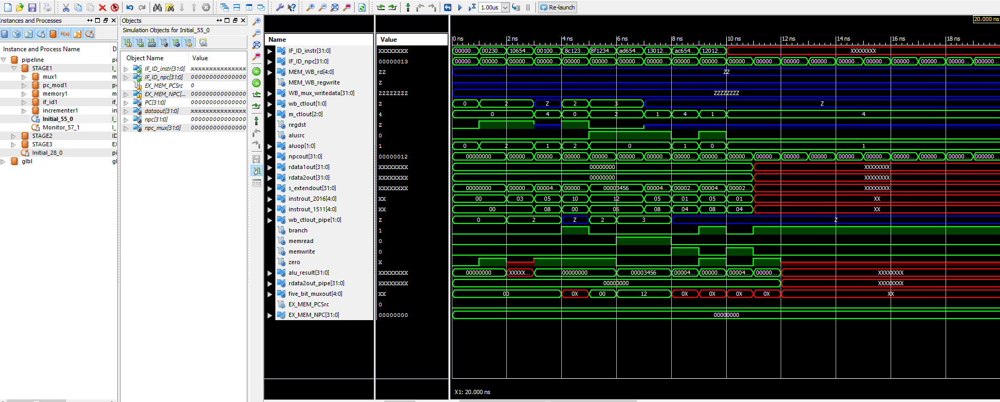 1.00us
Re-launch
Instances and Processes
Instance and Process Name
D
pipeline
pi
STAGE1
I_
mux1
m
pc_mod1
p
memory1
m
if_id1
if_
incrementer1
in
Initial_55_0
I_
Monitor_57_1
I_
STAGE2
ID
STAGE3
EX
Initial_28_0
pi
glbl
gl
Objects
Simulation Objects for Initial_55_0
Object Name
Value
IF_ID_instr[31:0] xxxxxxxxxxxxxxxx
IF_ID_npc[31:0] 00000000000000
EX_MEM_PCSrc 0
EX_MEM_NPC[... 00000000000000
PC[31:0] 00000000000000
dataout[31:0] xxxxxxxxxxxxxxxx
npc[31:0] 00000000000000
npc_mux[31:0] 00000000000000
20.000 ns
Name Value 0 ns 2 ns 4 ns 6 ns 8 ns 10 ns 12 ns 14 ns 16 ns 18 ns
IF_ID_instr[31:0] XXXXXXXX 00000... 00230... 10654... 00100... 8c123... 8f1234... ad654... 13012... ac654... 12012... XXXXXXXX
IF_ID_npc[31:0] 00000013 00000... 00000... 00000... 00000... 00000... 00000... 00000... 00000... 00000... 00000... 00000... 00000... 00000... 00000... 00000... 00000... 00000... 00000... 00000... 000000...
MEM_WB_rd[4:0] ZZ ZZ
MEM_WB_regwrite Z
WB_mux_writedata[31:0] ZZZZZZZZ ZZZZZZZZ
wb_ctlout[1:0] Z 0 2 Z 2 3 Z
m_ctlout[2:0] 4 0 4 0 2 1 4 1 4
regdst Z
alusrc 0
aluop[1:0] 1 0 2 1 2 0 1 0 1
npcout[31:0] 00000012 00000000 00000... 00000... 00000... 00000... 00000... 00000... 00000... 00000... 00000... 00000... 00000... 00000... 00000... 00000... 00000... 00000... 00000... 000000...
rdata1out[31:0] XXXXXXXX 00000000 XXXXXXXX
rdata2out[31:0] XXXXXXXX 00000000 XXXXXXXX
s_extendout[31:0] XXXXXXXX 00000000 00000... 00004... 00000... 00003456 00004... 00002... 00004... 00002... XXXXXXXX
instrout_2016[4:0] XX 00 03 05 10 12 05 01 05 01 XX
instrout_1511[4:0] XX 00 08 00 06 08 04 08 04 XX
wb_ctlout_pipe[1:0] Z 0 2 Z 2 3 Z
branch 1
memread 0
memwrite 0
zero X
alu_result[31:0] XXXXXXXX 00000000 XXXXX... 00000000 00003456 00004... 00000... 00004... 00000... XXXXXXXX
rdata2out_pipe[31:0] XXXXXXXX 00000000 XXXXXXXX
five_bit_muxout[4:0] XX 00 0X 00 12 0X 0X 0X 0X XX
EX_MEM_PCSrc 0
EX_MEM_NPC[31:0] 00000000 00000000
X1: 20.000 ns